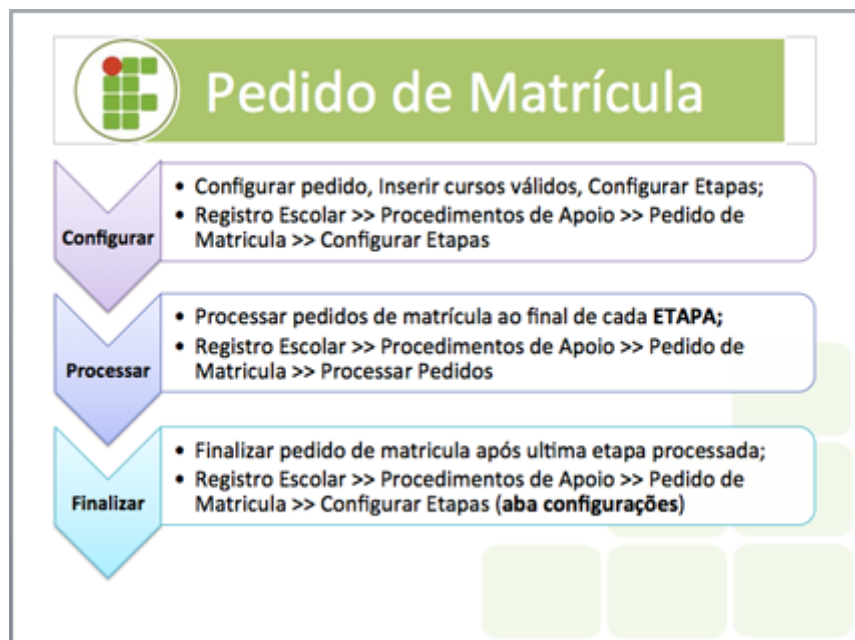 Pedido de Matrícula
Configurar
• Configurar pedido, Inserir cursos válidos, Configurar Etapas;
• Registro Escolar >> Procedimentos de Apoio >> Pedido de
Matricula >> Configurar Etapas
Processar
• Processar pedidos de matrícula ao final de cada ETAPA;
• Registro Escolar >> Procedimentos de Apoio >> Pedido de
Matricula >> Processar Pedidos
Finalizar
• Finalizar pedido de matricula após ultima etapa processada;
• Registro Escolar >> Procedimentos de Apoio >> Pedido de
Matricula >> Configurar Etapas (aba configurações)